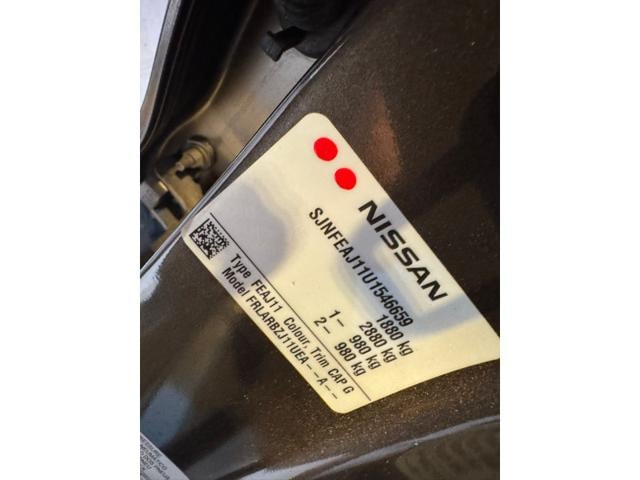 NISSAN
SJNFEAJ11U1546659
1880 kg
2880 kg
1– 980 kg
2– 980 kg
Type FEAJ11 Colour, Trim CAP G
Model FRLARBZJ11UEA--A--
PRESSURE